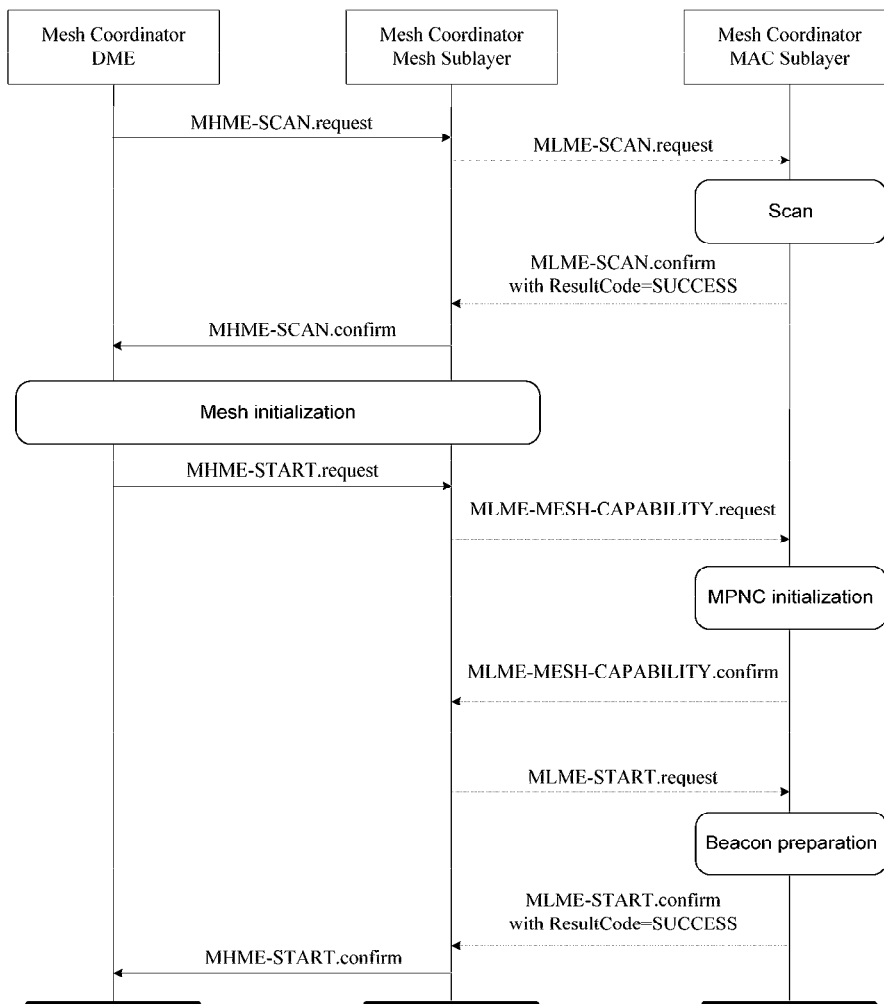 Mesh Coordinator
DME
Mesh Coordinator
Mesh Sublayer
Mesh Coordinator
MAC Sublayer
MHME-SCAN.request
MLME-SCAN.request
Scan
MLME-SCAN.confirm
with ResultCode=SUCCESS
MHME-SCAN.confirm
Mesh initialization
MHME-START.request
MLME-MESH-CAPABILITY.request
MPNC initialization
MLME-MESH-CAPABILITY.confirm
MLME-START.request
Beacon preparation
MLME-START.confirm
with ResultCode=SUCCESS
MHME-START.confirm